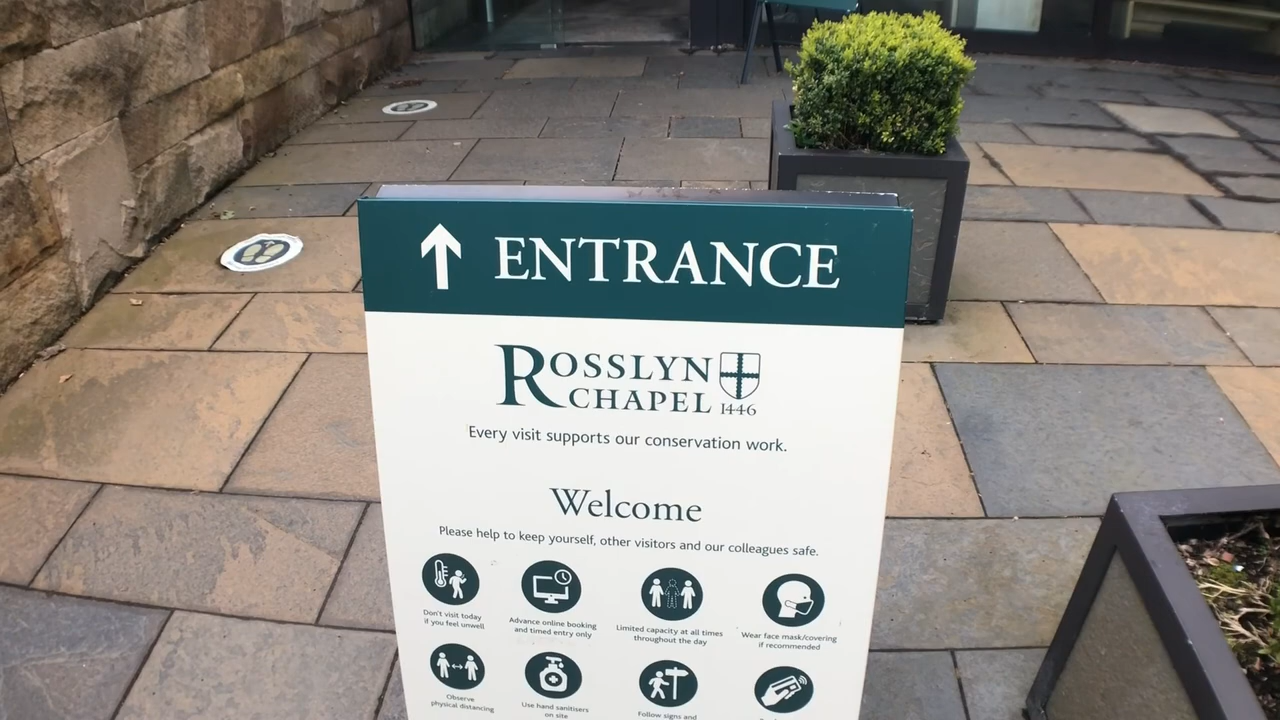 ENTRANCE
ROSSLYN
CHAPEL 1446
Every visit supports our conservation work.
Welcome
Please help to keep yourself, other visitors and our colleagues safe.
Don't visit today
if you feel unwell
Advance online booking
and timed entry only
Limited capacity at all times
throughout the day
Wear face mask/covering
if recommended
Observe
physical distancing
Use hand sanitisers
on site
Follow signs and